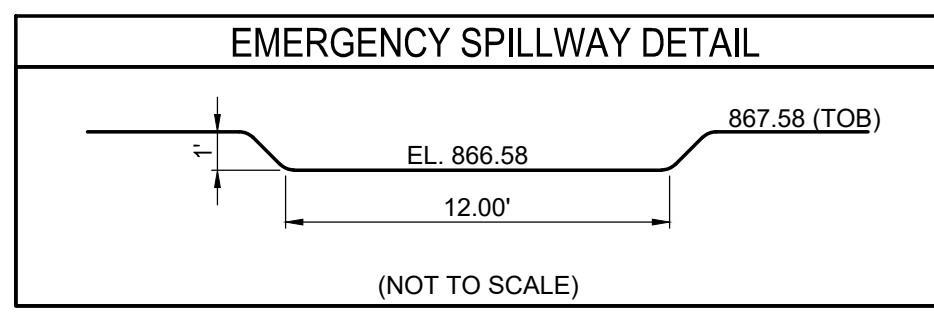 EMERGENCY SPILLWAY DETAIL
867.58 (TOB)
1'
EL. 866.58
12.00'
(NOT TO SCALE)